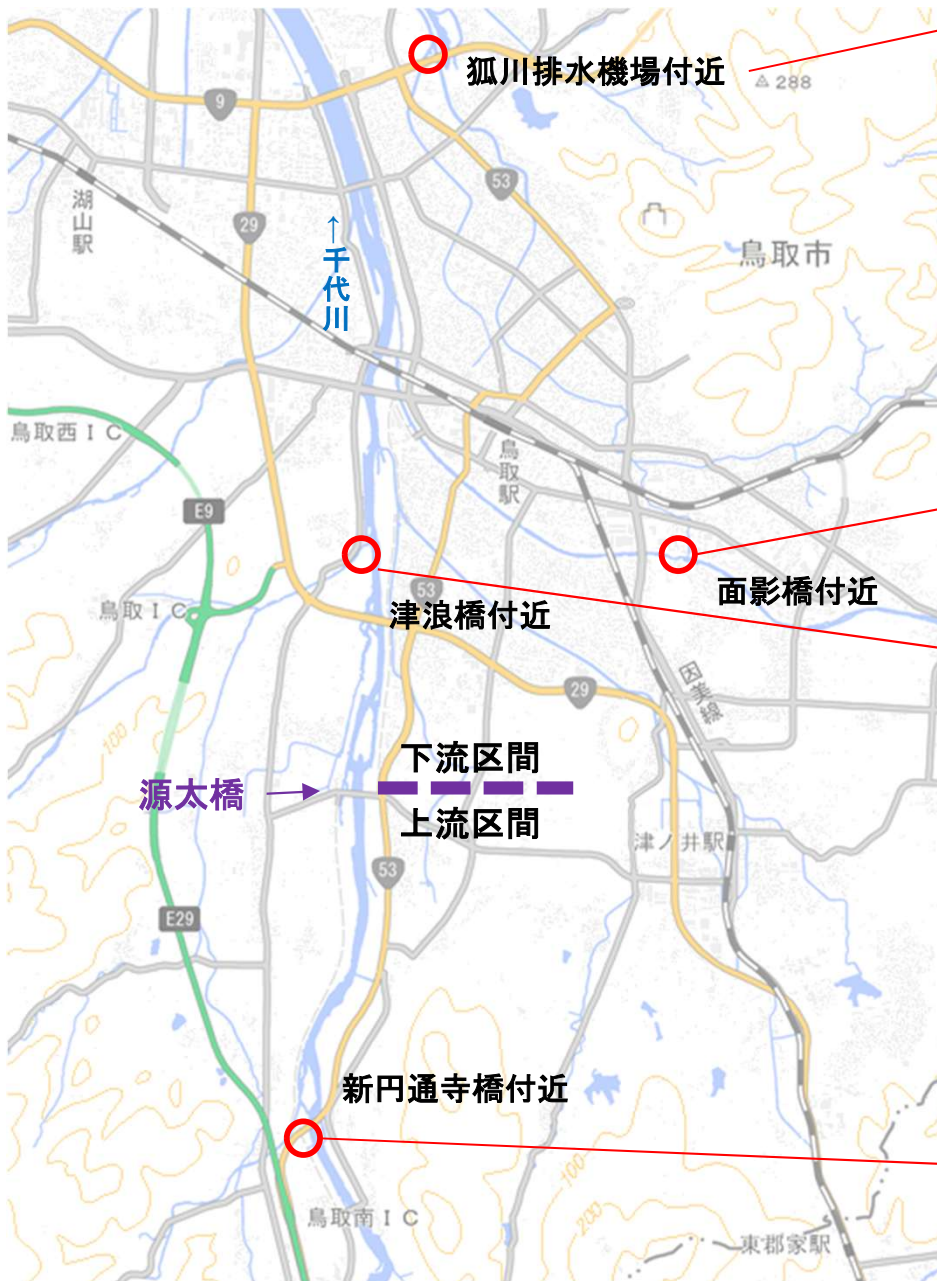 狐川排水機場付近
288
9
53
湖山駅
29
鳥取市
↑千代川
鳥取西ＩＣ
鳥取駅
E9
面影橋付近
53
鳥取ＩＣ
津浪橋付近
因美線
29
下流区間
源太橋
上流区間
100
津ノ井駅
53
E29
新円通寺橋付近
100
200
鳥取南ＩＣ
東郡家駅